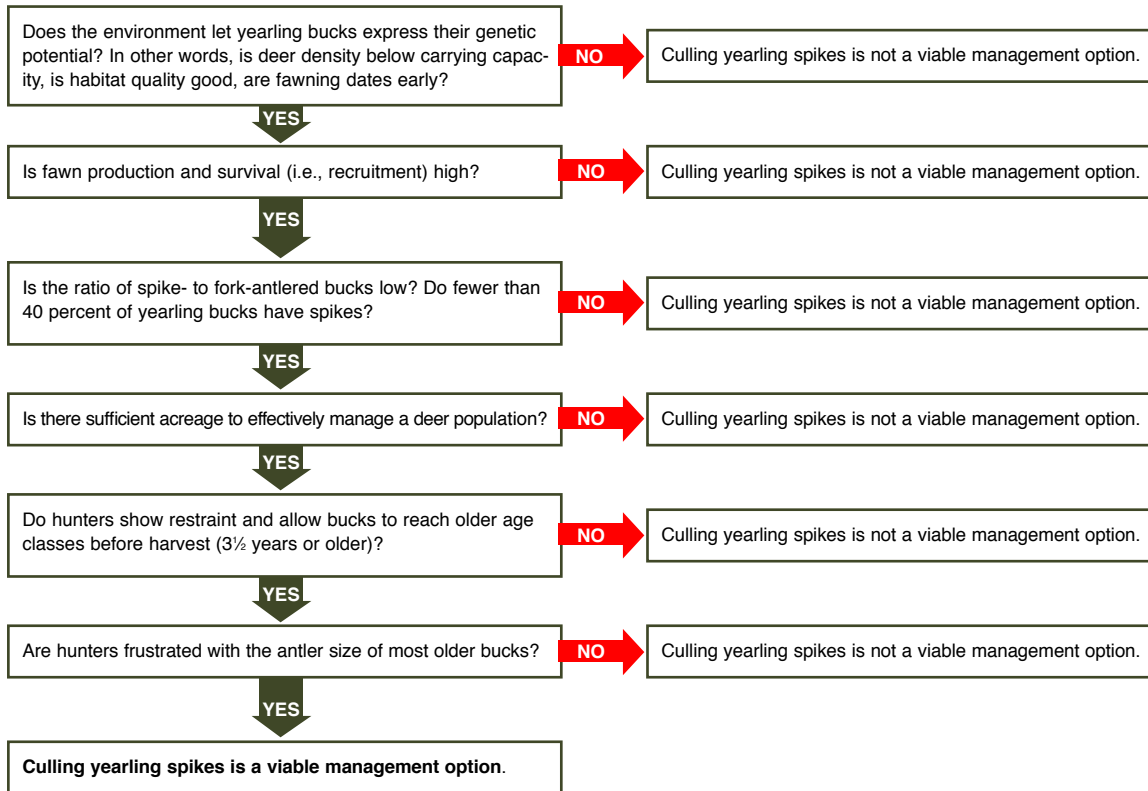 Does the environment let yearling bucks express their genetic
potential? In other words, is deer density below carrying capac-
ity, is habitat quality good, are fawning dates early?
NO
Culling yearling spikes is not a viable management option.
YES
Is fawn production and survival (i.e., recruitment) high?
NO
Culling yearling spikes is not a viable management option.
YES
Is the ratio of spike- to fork-antlered bucks low? Do fewer than
40 percent of yearling bucks have spikes?
NO
Culling yearling spikes is not a viable management option.
YES
Is there sufficient acreage to effectively manage a deer population?
NO
Culling yearling spikes is not a viable management option.
YES
Do hunters show restraint and allow bucks to reach older age
classes before harvest (3½ years or older)?
NO
Culling yearling spikes is not a viable management option.
YES
Are hunters frustrated with the antler size of most older bucks?
NO
Culling yearling spikes is not a viable management option.
YES
Culling yearling spikes is a viable management option.